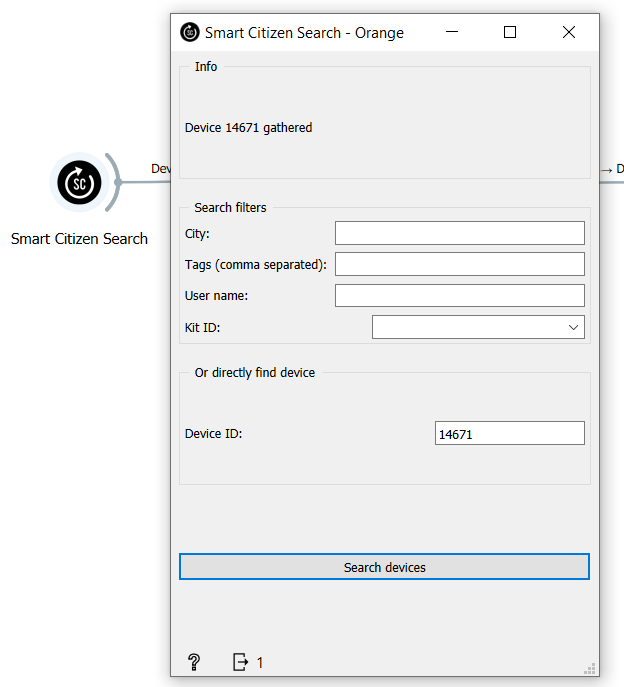 Smart Citizen Search - Orange
Info
Device 14671 gathered
SC
Dev
→ D
Smart Citizen Search
Search filters
City:
Tags (comma separated):
User name:
Kit ID:
Or directly find device
Device ID:
14671
Search devices
? 1